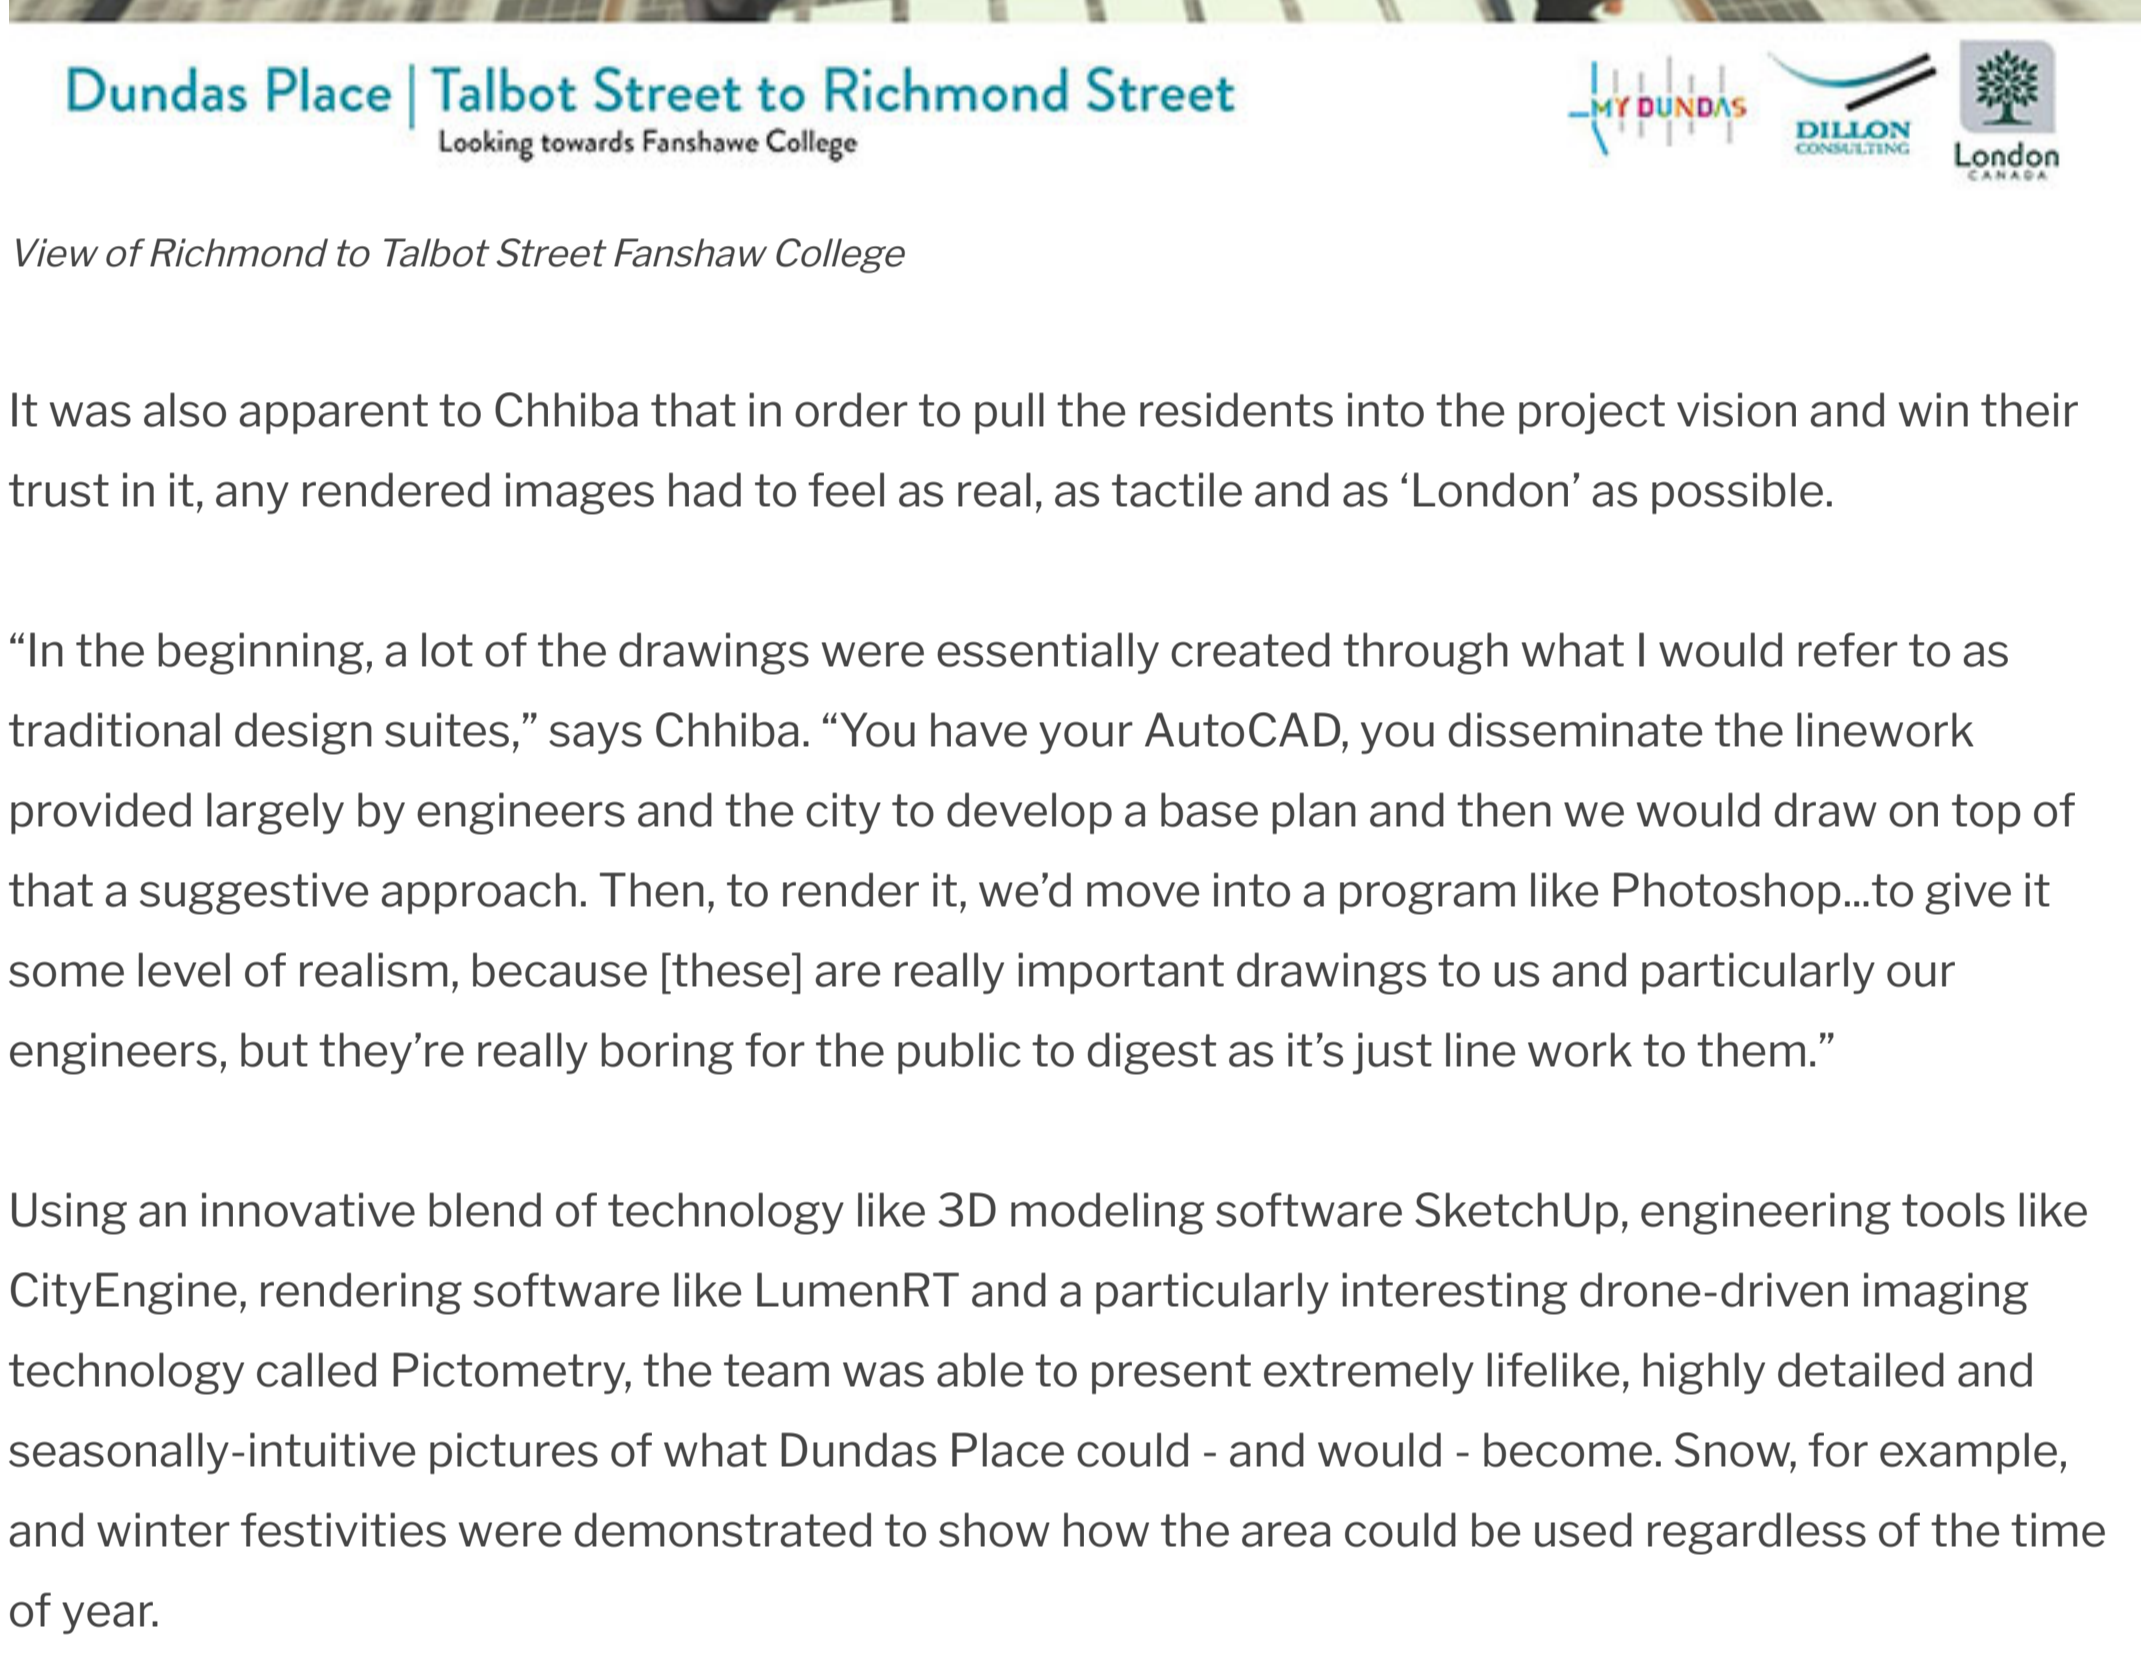 Dundas Place | Talbot Street to Richmond Street
Looking towards Fanshawe College
MY DUNDAS
DILLON
CONSULTING
London
CANADA
View of Richmond to Talbot Street Fanshaw College
It was also apparent to Chhiba that in order to pull the residents into the project vision and win their
trust in it, any rendered images had to feel as real, as tactile and as ‘London’ as possible.
“In the beginning, a lot of the drawings were essentially created through what I would refer to as
traditional design suites,” says Chhiba. “You have your AutoCAD, you disseminate the linework
provided largely by engineers and the city to develop a base plan and then we would draw on top of
that a suggestive approach. Then, to render it, we’d move into a program like Photoshop...to give it
some level of realism, because [these] are really important drawings to us and particularly our
engineers, but they’re really boring for the public to digest as it’s just line work to them.”
Using an innovative blend of technology like 3D modeling software SketchUp, engineering tools like
CityEngine, rendering software like LumenRT and a particularly interesting drone-driven imaging
technology called Pictometry, the team was able to present extremely lifelike, highly detailed and
seasonally-intuitive pictures of what Dundas Place could - and would - become. Snow, for example,
and winter festivities were demonstrated to show how the area could be used regardless of the time
of year.